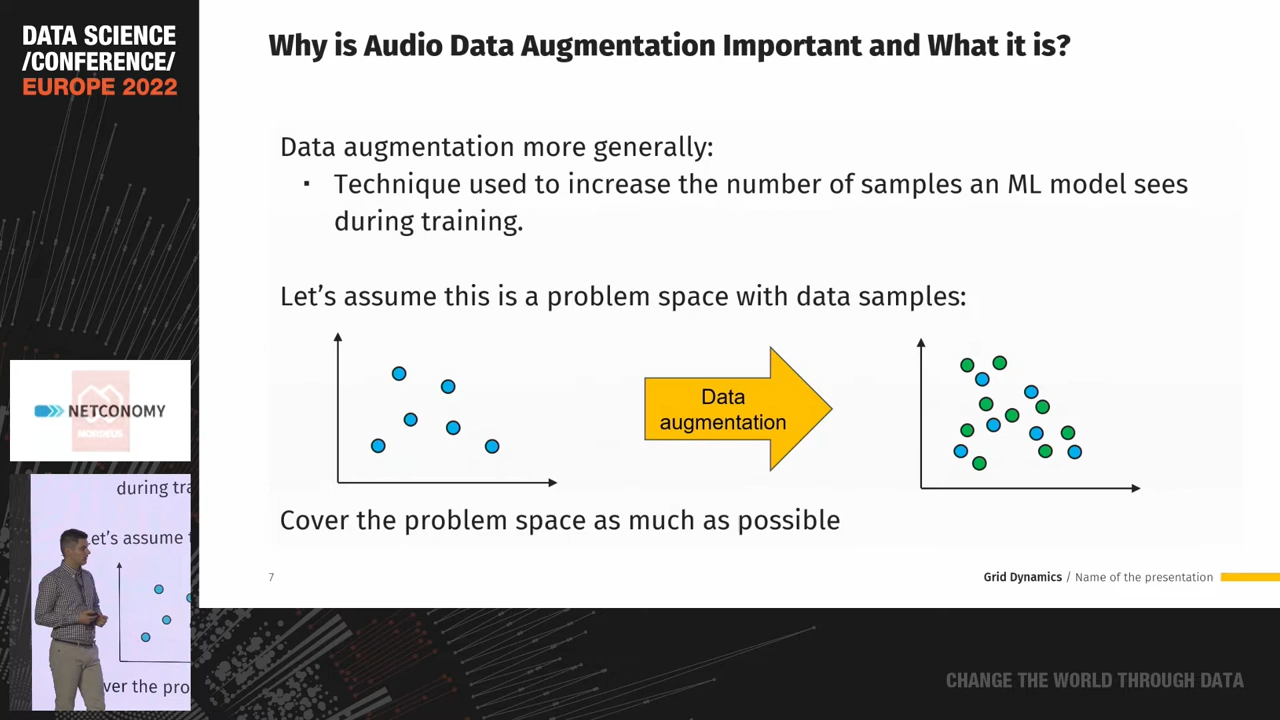 DATA SCIENCE
/CONFERENCE/
EUROPE 2022
Why is Audio Data Augmentation Important and What it is?
Data augmentation more generally:
▪ Technique used to increase the number of samples an ML model sees
during training.
Let's assume this is a problem space with data samples:
Data
augmentation
Cover the problem space as much as possible
7
Grid Dynamics / Name of the presentation
NETCONOMY
MORDEUS
during tra
Let's assume t
ver the pro
CHANGE THE WORLD THROUGH DATA